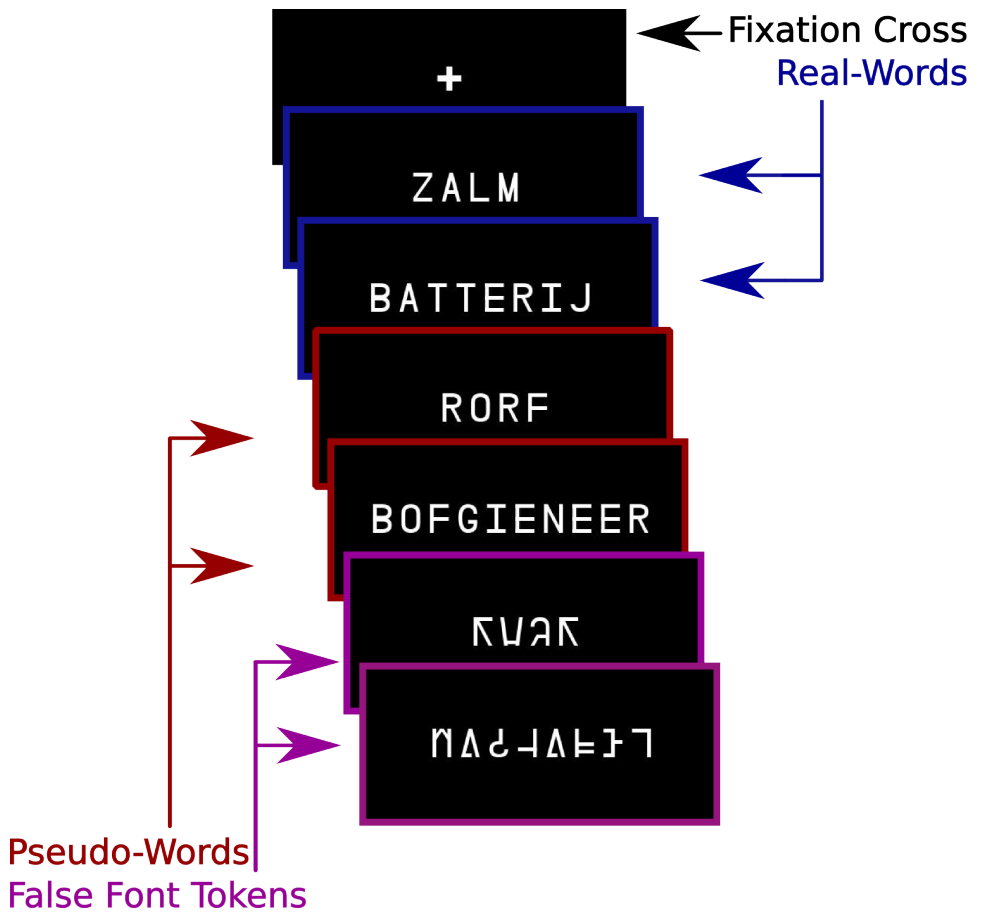 Fixation Cross
Real-Words
+
ZALM
BATTERIJ
RORF
BOFGIENEER
Pseudo-Words
False Font Tokens